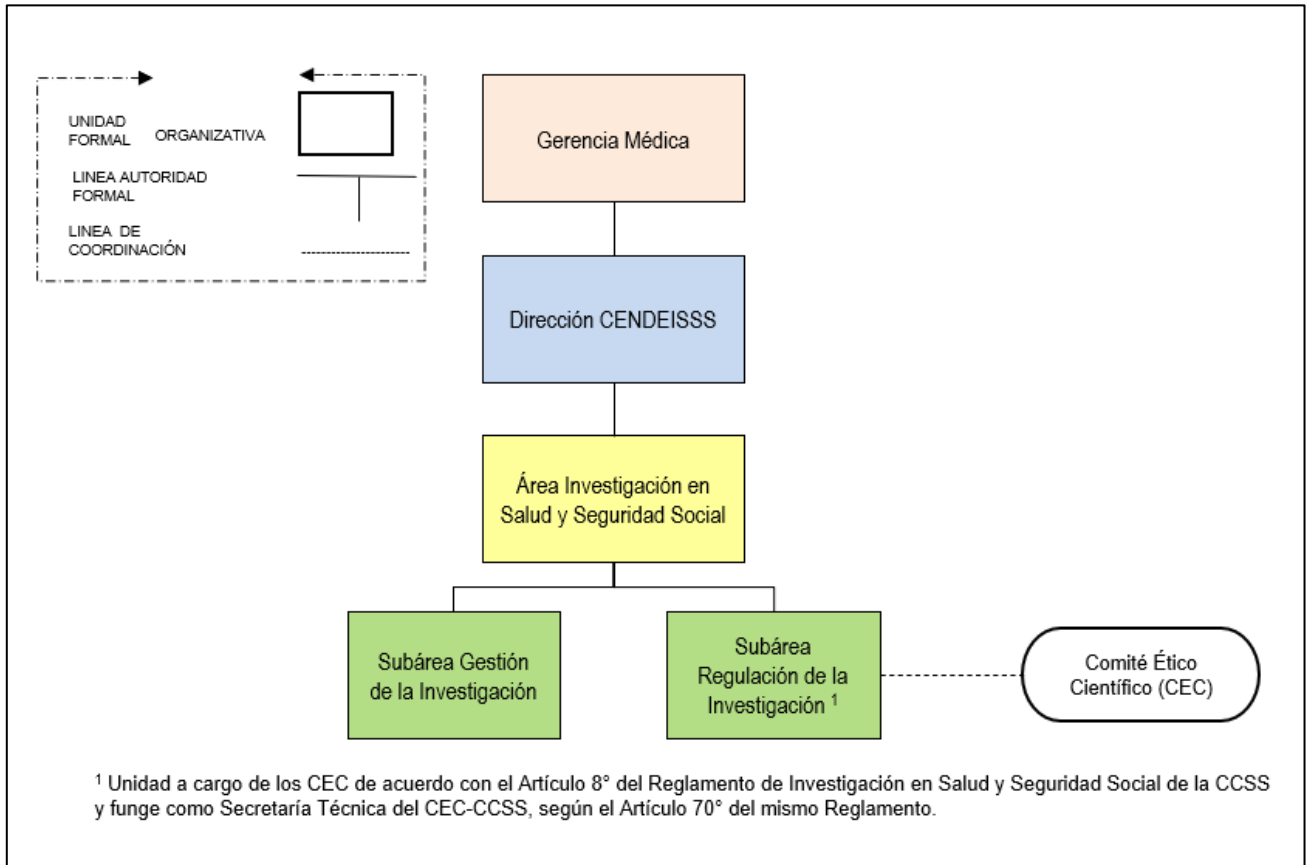 UNIDAD
FORMAL ORGANIZATIVA
LINEA AUTORIDAD
FORMAL
LINEA DE
COORDINACIÓN
Gerencia Médica
Dirección CENDEISSS
Área Investigación en
Salud y Seguridad Social
Subárea Gestión
de la Investigación
Subárea
Regulación de la
Investigación ¹
Comité Ético
Científico (CEC)
¹ Unidad a cargo de los CEC de acuerdo con el Artículo 8° del Reglamento de Investigación en Salud y Seguridad Social de la CCSS
y funge como Secretaría Técnica del CEC-CCSS, según el Artículo 70° del mismo Reglamento.